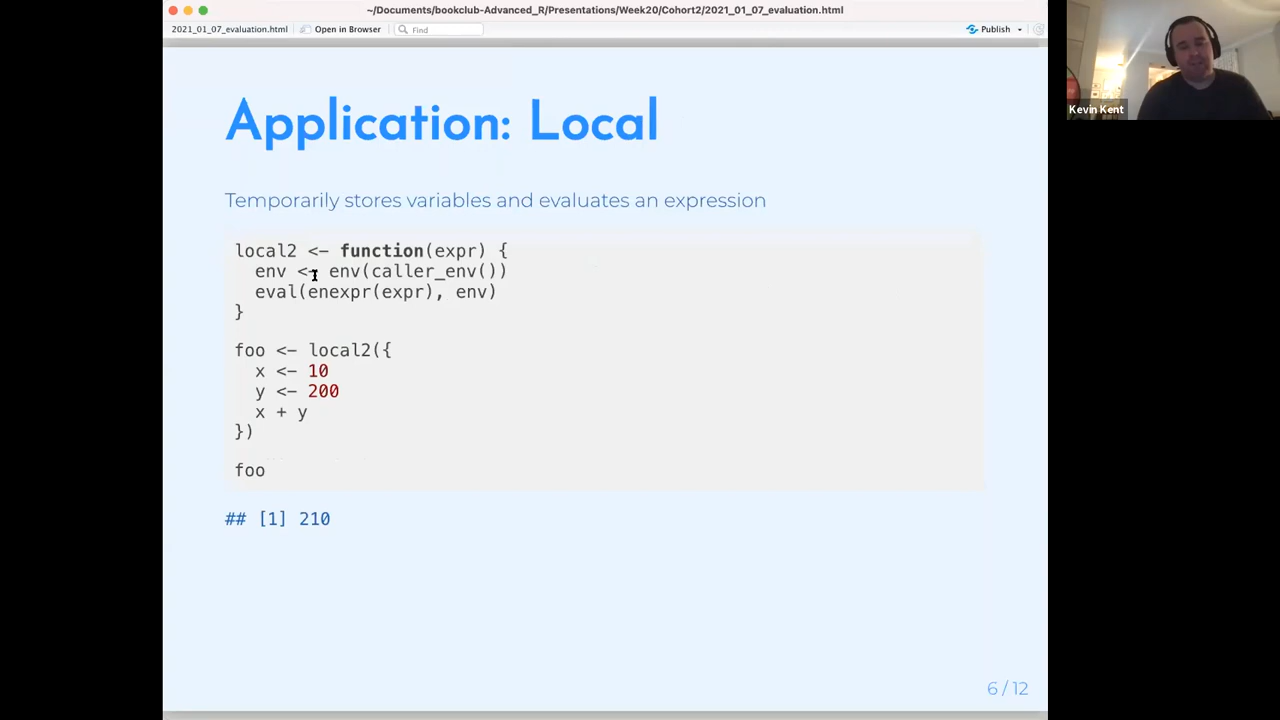 ~/Documents/bookclub-Advanced_R/Presentations/Week20/Cohort2/2021_01_07_evaluation.html
2021_01_07_evaluation.html
Open in Browser
Find
Publish
Kevin Kent
Application: Local
Temporarily stores variables and evaluates an expression
local2 <- function(expr) {
  env <- env(caller_env())
  eval(enexpr(expr), env)
}
foo <- local2({
  x <- 10
  y <- 200
  x + y
})
foo
## [1] 210
6 / 12